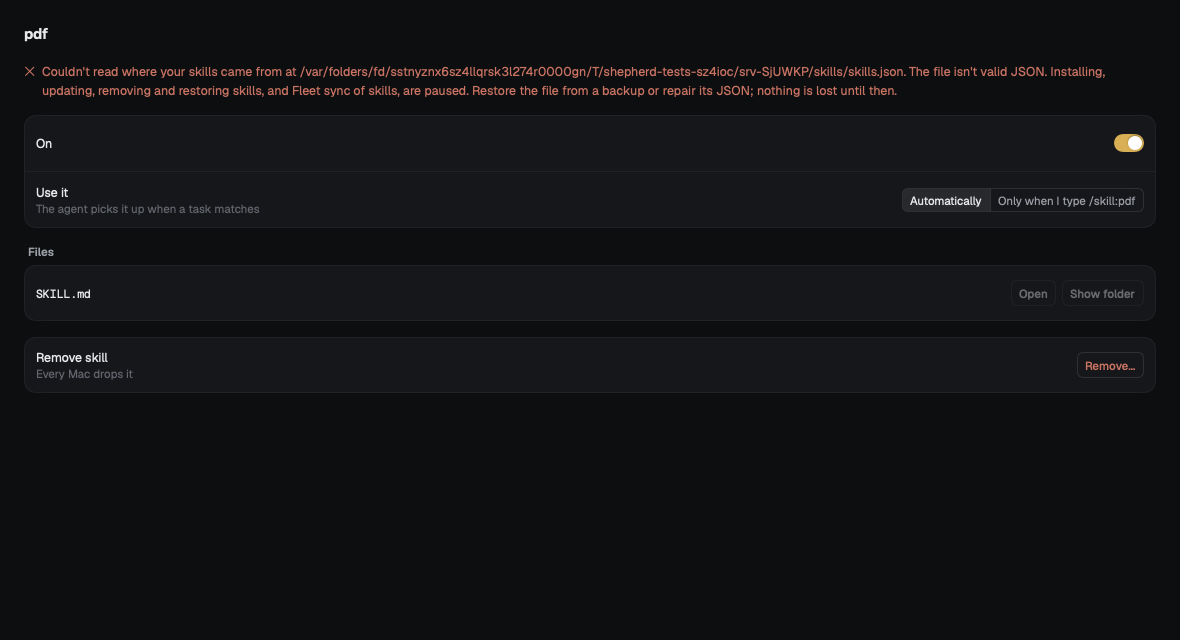 pdf
Couldn't read where your skills came from at /var/folders/fd/sstnyznx6sz4llqrsk3l274r0000gn/T/shepherd-tests-sz4ioc/srv-SjUWKP/skills/skills.json. The file isn't valid JSON. Installing,
updating, removing and restoring skills, and Fleet sync of skills, are paused. Restore the file from a backup or repair its JSON; nothing is lost until then.
On
Use it
The agent picks it up when a task matches
Automatically
Only when I type /skill:pdf
Files
SKILL.md
Open
Show folder
Remove skill
Every Mac drops it
Remove…